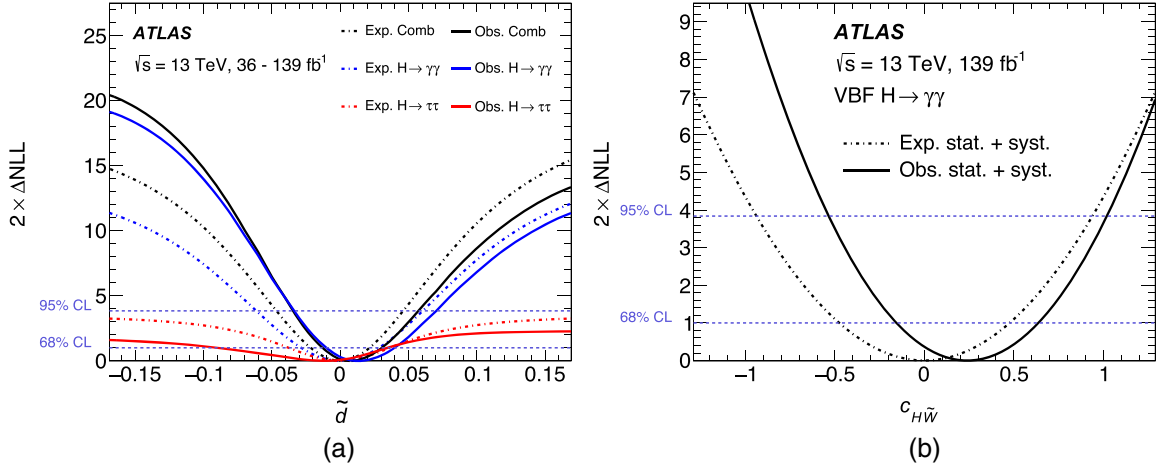 ATLAS
√s = 13 TeV, 36 - 139 fb⁻¹
Exp. Comb
Obs. Comb
Exp. H→γγ
Obs. H→γγ
Exp. H→ττ
Obs. H→ττ
2 × ΔNLL
25
20
15
10
5
0
95% CL
68% CL
−0.15 −0.1 −0.05 0 0.05 0.1 0.15
d̃
(a)
ATLAS
√s = 13 TeV, 139 fb⁻¹
VBF H→γγ
Exp. stat. + syst.
Obs. stat. + syst.
2 × ΔNLL
9
8
7
6
5
4
3
2
1
0
95% CL
68% CL
−1 −0.5 0 0.5 1
c_HW̃
(b)